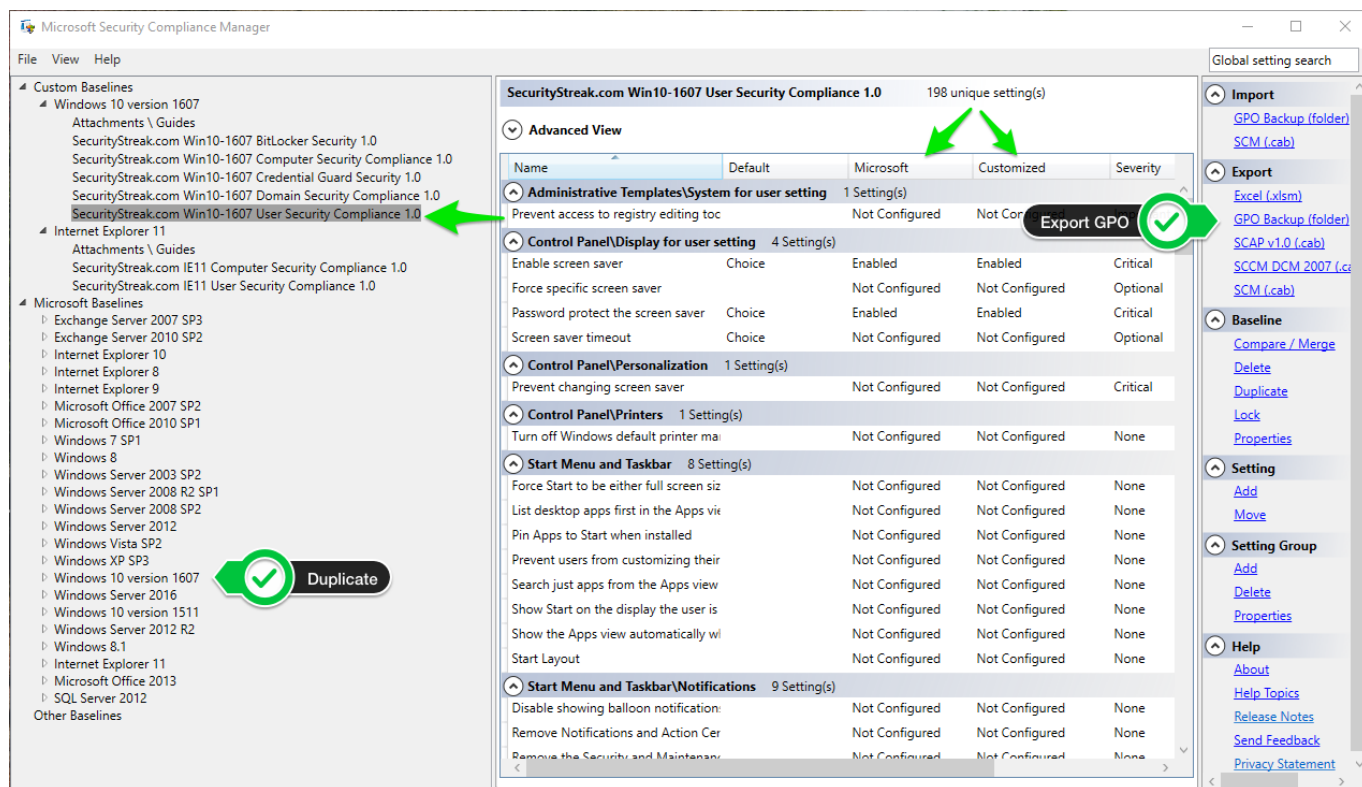 Microsoft Security Compliance Manager
File View Help
Global setting search
Custom Baselines
Windows 10 version 1607
Attachments \ Guides
SecurityStreak.com Win10-1607 BitLocker Security 1.0
SecurityStreak.com Win10-1607 Computer Security Compliance 1.0
SecurityStreak.com Win10-1607 Credential Guard Security 1.0
SecurityStreak.com Win10-1607 Domain Security Compliance 1.0
SecurityStreak.com Win10-1607 User Security Compliance 1.0
Internet Explorer 11
Attachments \ Guides
SecurityStreak.com IE11 Computer Security Compliance 1.0
SecurityStreak.com IE11 User Security Compliance 1.0
Microsoft Baselines
Exchange Server 2007 SP3
Exchange Server 2010 SP2
Internet Explorer 10
Internet Explorer 8
Internet Explorer 9
Microsoft Office 2007 SP2
Microsoft Office 2010 SP1
Windows 7 SP1
Windows 8
Windows Server 2003 SP2
Windows Server 2008 R2 SP1
Windows Server 2008 SP2
Windows Server 2012
Windows Vista SP2
Windows XP SP3
Windows 10 version 1607
Duplicate
Windows Server 2016
Windows 10 version 1511
Windows Server 2012 R2
Windows 8.1
Internet Explorer 11
Microsoft Office 2013
SQL Server 2012
Other Baselines
SecurityStreak.com Win10-1607 User Security Compliance 1.0 198 unique setting(s)
Advanced View
Name Default Microsoft Customized Severity
Administrative Templates\System for user setting 1 Setting(s)
Prevent access to registry editing toc Not Configured Not
Export GPO
Control Panel\Display for user setting 4 Setting(s)
Enable screen saver Choice Enabled Enabled Critical
Force specific screen saver Not Configured Not Configured Optional
Password protect the screen saver Choice Enabled Enabled Critical
Screen saver timeout Choice Not Configured Not Configured Optional
Control Panel\Personalization 1 Setting(s)
Prevent changing screen saver Not Configured Not Configured Critical
Control Panel\Printers 1 Setting(s)
Turn off Windows default printer ma Not Configured Not Configured None
Start Menu and Taskbar 8 Setting(s)
Force Start to be either full screen siz Not Configured Not Configured None
List desktop apps first in the Apps vie Not Configured Not Configured None
Pin Apps to Start when installed Not Configured Not Configured None
Prevent users from customizing their Not Configured Not Configured None
Search just apps from the Apps view Not Configured Not Configured None
Show Start on the display the user is Not Configured Not Configured None
Show the Apps view automatically wl Not Configured Not Configured None
Start Layout Not Configured Not Configured None
Start Menu and Taskbar\Notifications 9 Setting(s)
Disable showing balloon notification: Not Configured Not Configured None
Remove Notifications and Action Cer Not Configured Not Configured None
Remove the Security and Maintenanc Not Configured Not Configured None
Import
GPO Backup (folder)
SCM (.cab)
Export
Excel (.xlsm)
GPO Backup (folder)
SCAP v1.0 (.cab)
SCCM DCM 2007 (.ca
SCM (.cab)
Baseline
Compare / Merge
Delete
Duplicate
Lock
Properties
Setting
Add
Move
Setting Group
Add
Delete
Properties
Help
About
Help Topics
Release Notes
Send Feedback
Privacy Statement